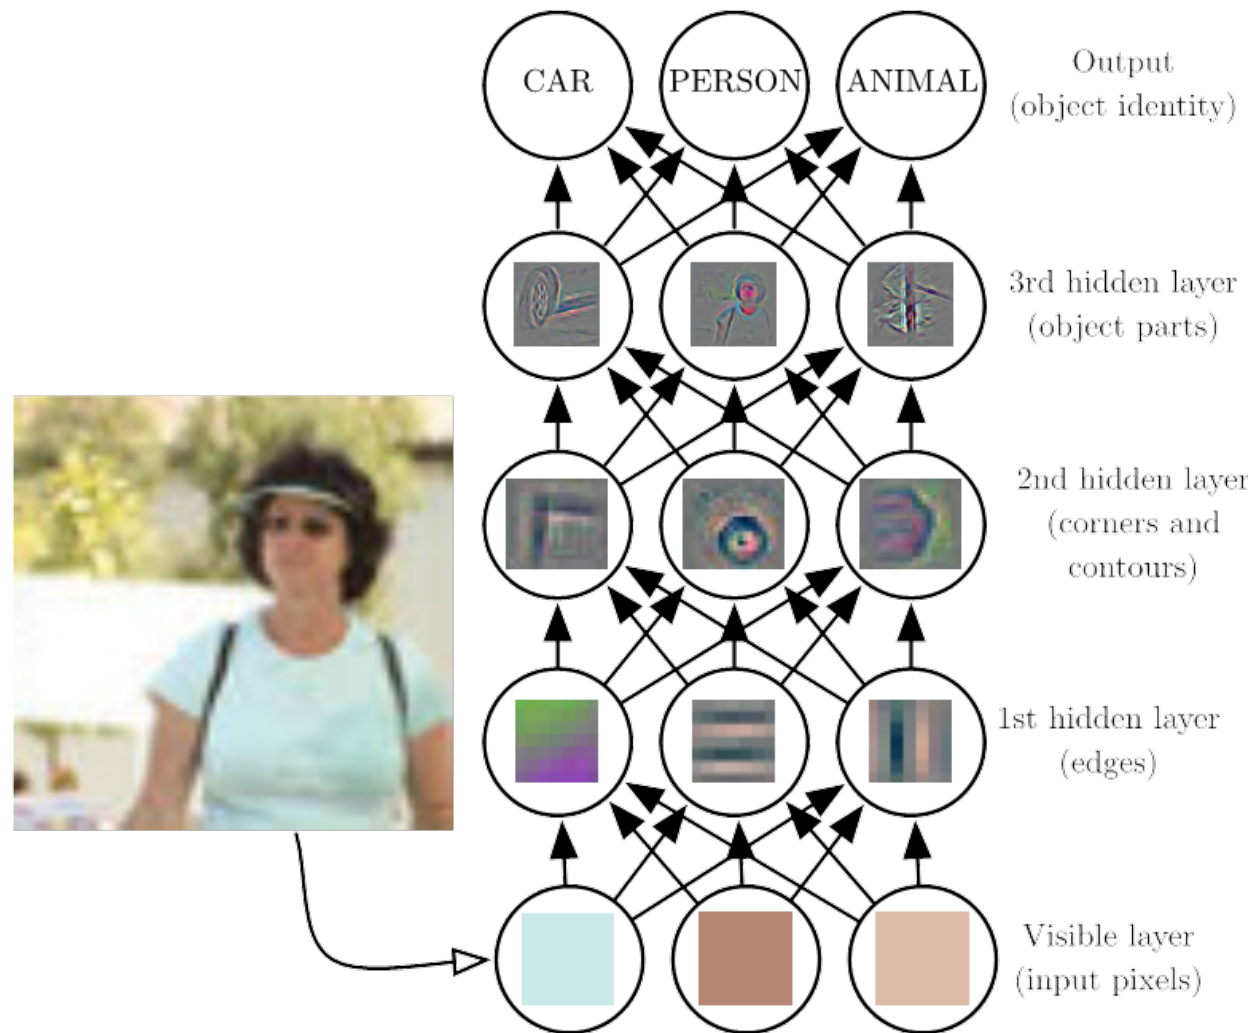 CAR
PERSON
ANIMAL
Output
(object identity)
3rd hidden layer
(object parts)
2nd hidden layer
(corners and
contours)
1st hidden layer
(edges)
Visible layer
(input pixels)